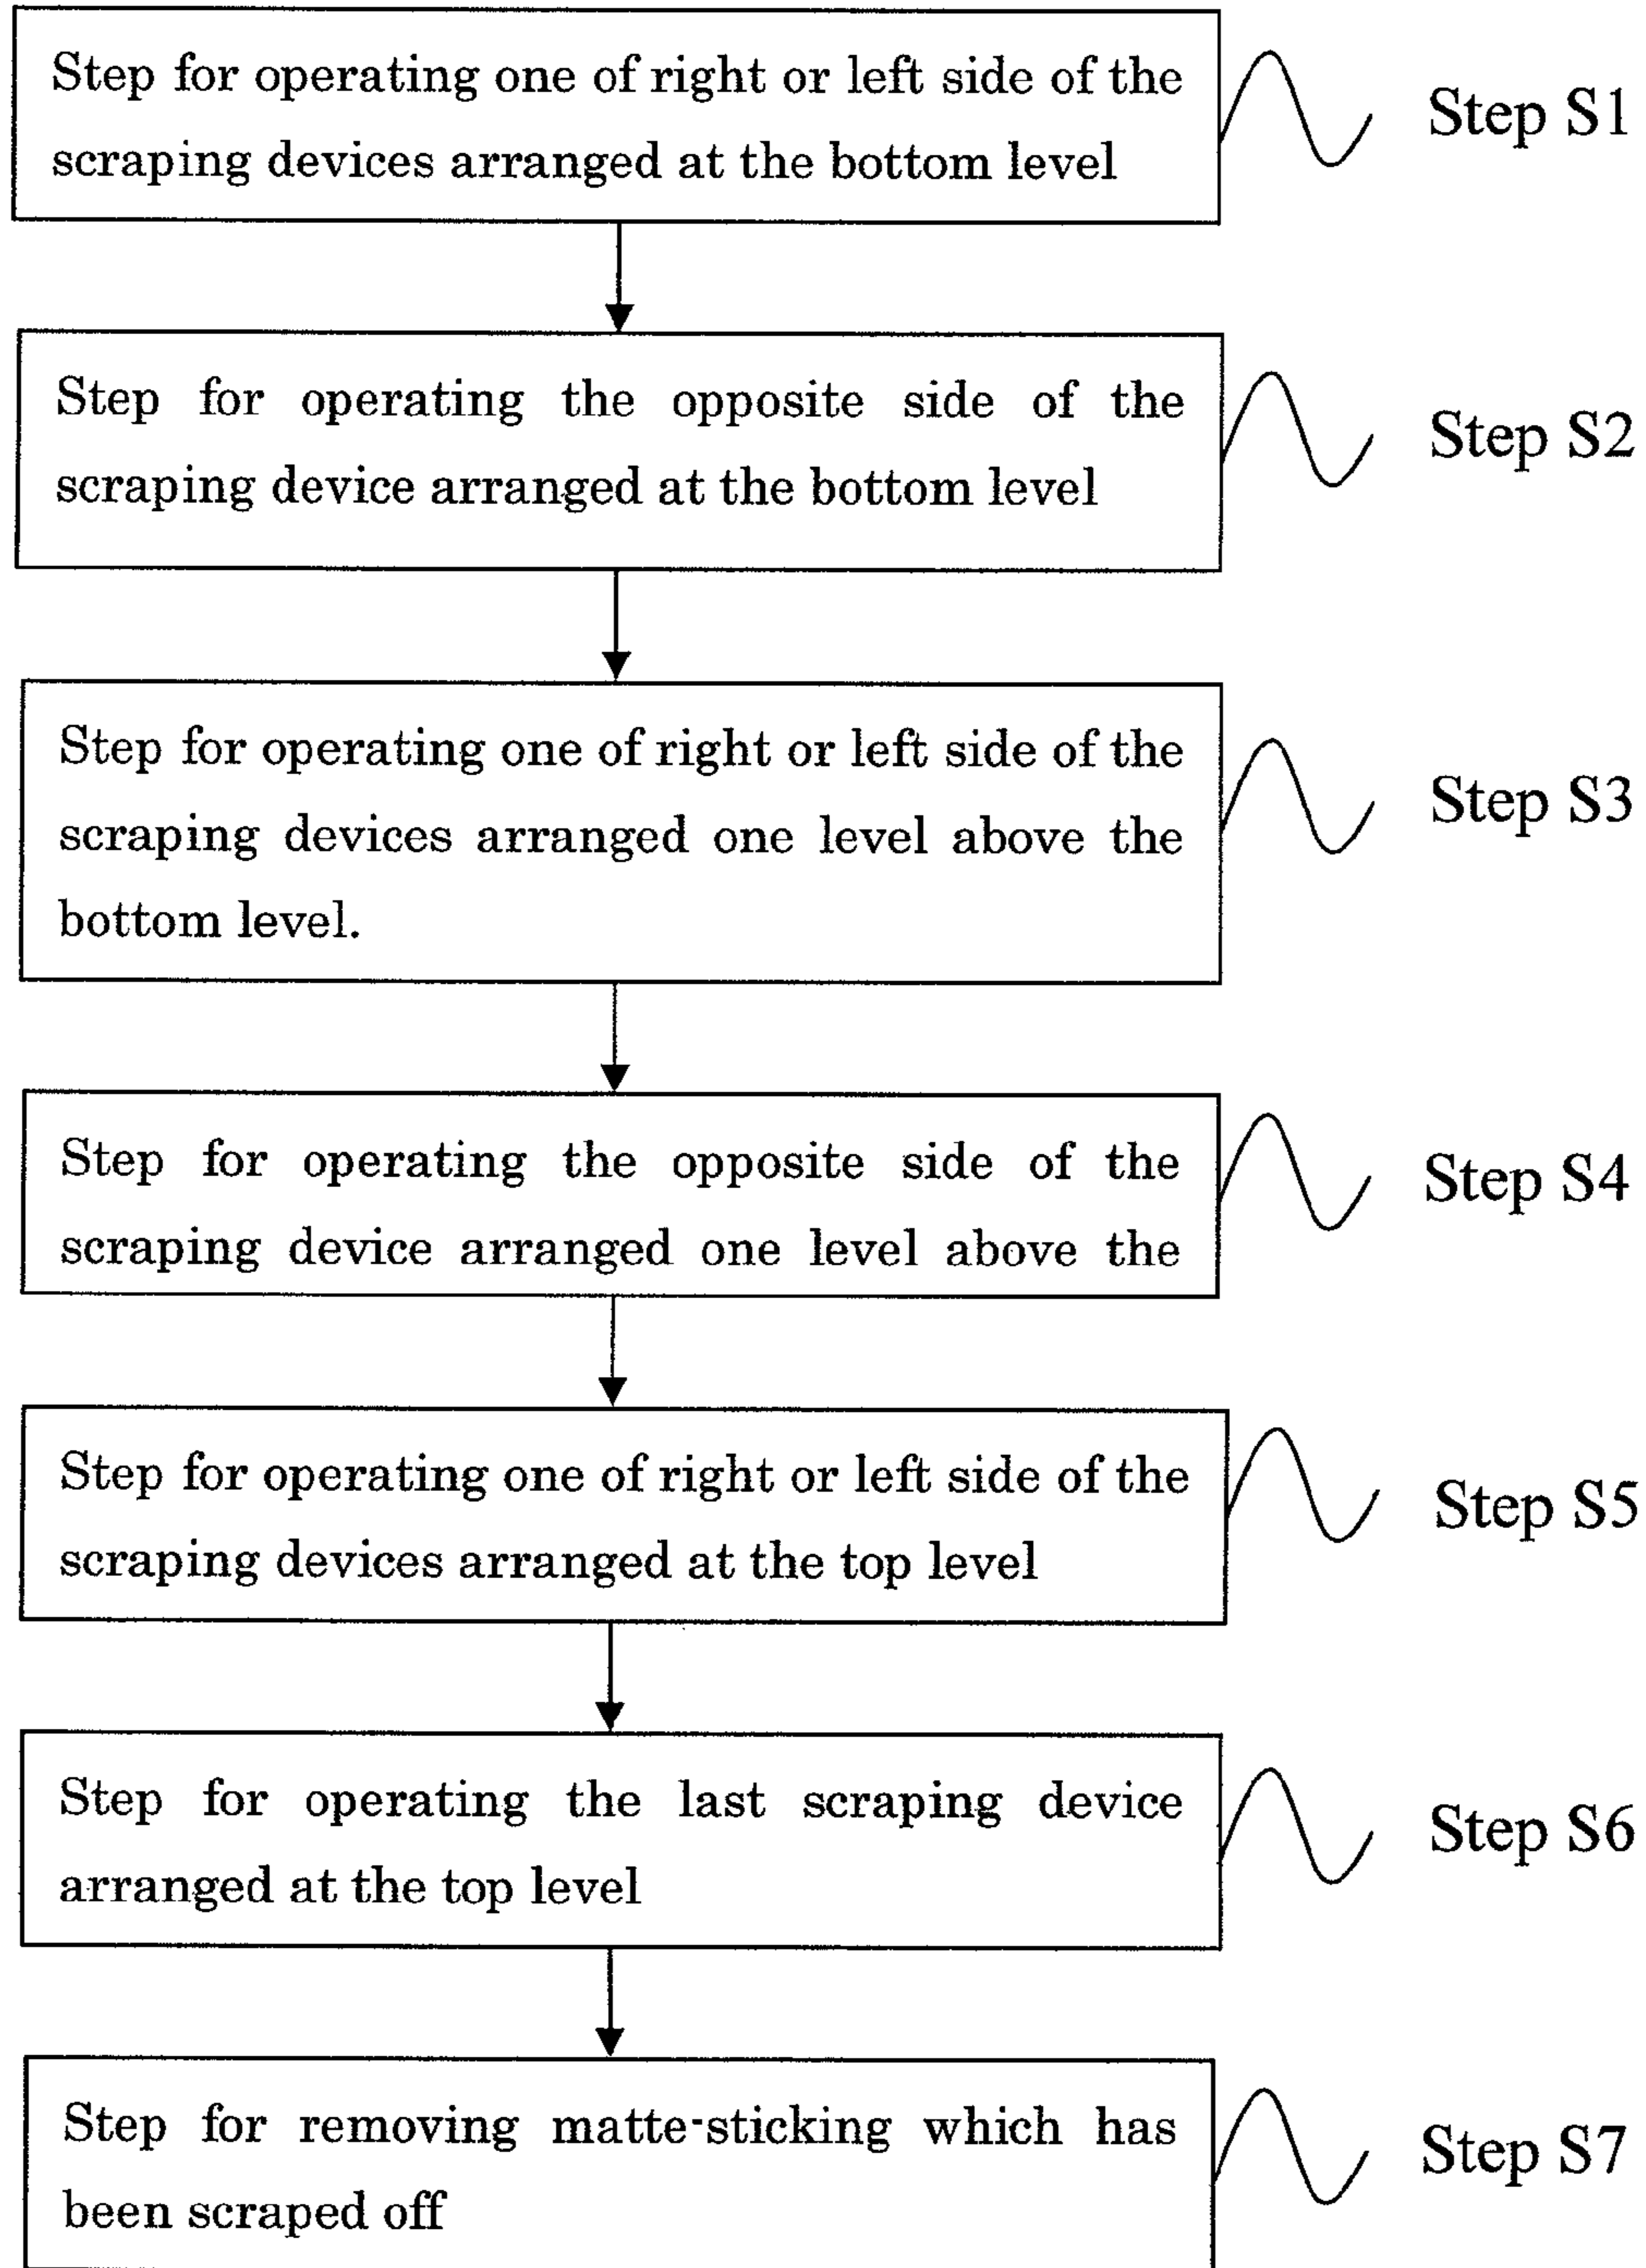 Step for operating one of right or left side of the
scraping devices arranged at the bottom level
Step S1
Step for operating the opposite side of the
scraping device arranged at the bottom level
Step S2
Step for operating one of right or left side of the
scraping devices arranged one level above the
bottom level.
Step S3
Step for operating the opposite side of the
scraping device arranged one level above the
Step S4
Step for operating one of right or left side of the
scraping devices arranged at the top level
Step S5
Step for operating the last scraping device
arranged at the top level
Step S6
Step for removing matte-sticking which has
been scraped off
Step S7